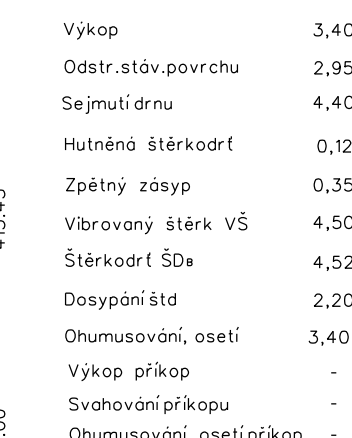 Výkop 3,40
Odstr.stáv.povrchu 2,95
Sejmutí drnu 4,40
Hutněná štěrkodrť 0,12
Zpětný zásyp 0,35
Vibrovaný štěrk VŠ 4,50
Štěrkodrť ŠDB 4,52
Dosypání štd 2,20
Ohumusování, osetí 3,40
Výkop příkop -
Svahování příkopu -
Ohumusování, osetí příkop -